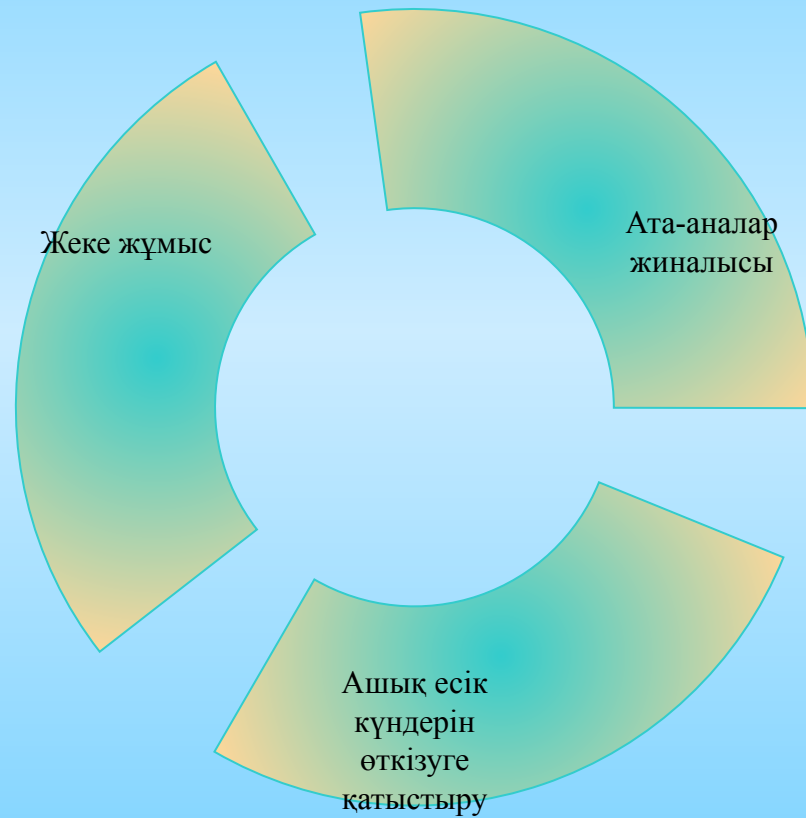 Жеке жұмыс
Ата-аналар
жиналысы
Ашық есік
күндерін
өткізуге
қатыстыру